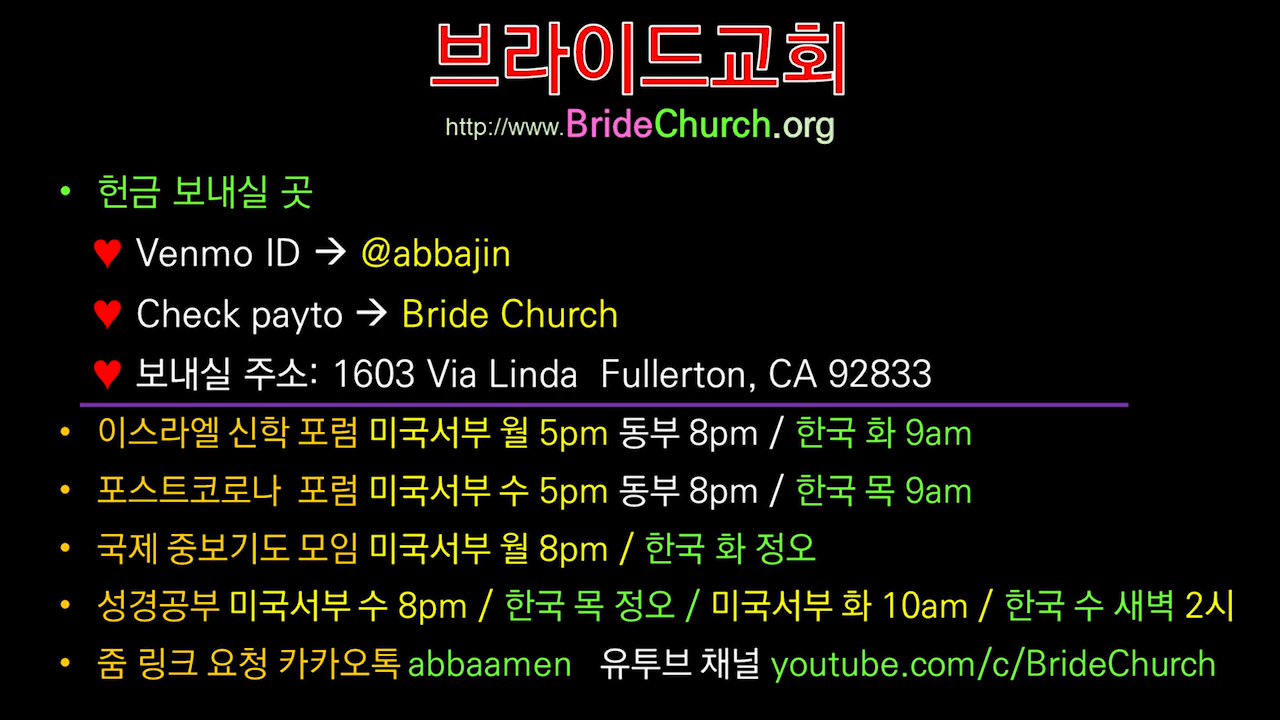 브라이드교회
http://www.BrideChurch.org
• 헌금 보내실 곳
♥ Venmo ID → @abbajin
♥ Check payto → Bride Church
♥ 보내실 주소: 1603 Via Linda Fullerton, CA 92833
• 이스라엘 신학 포럼 미국서부 월 5pm 동부 8pm / 한국 화 9am
• 포스트코로나 포럼 미국서부 수 5pm 동부 8pm / 한국 목 9am
• 국제 중보기도 모임 미국서부 월 8pm / 한국 화 정오
• 성경공부 미국서부 수 8pm / 한국 목 정오 / 미국서부 화 10am / 한국 수 새벽 2시
• 줌 링크 요청 카카오톡 abbaamen 유투브 채널 youtube.com/c/BrideChurch